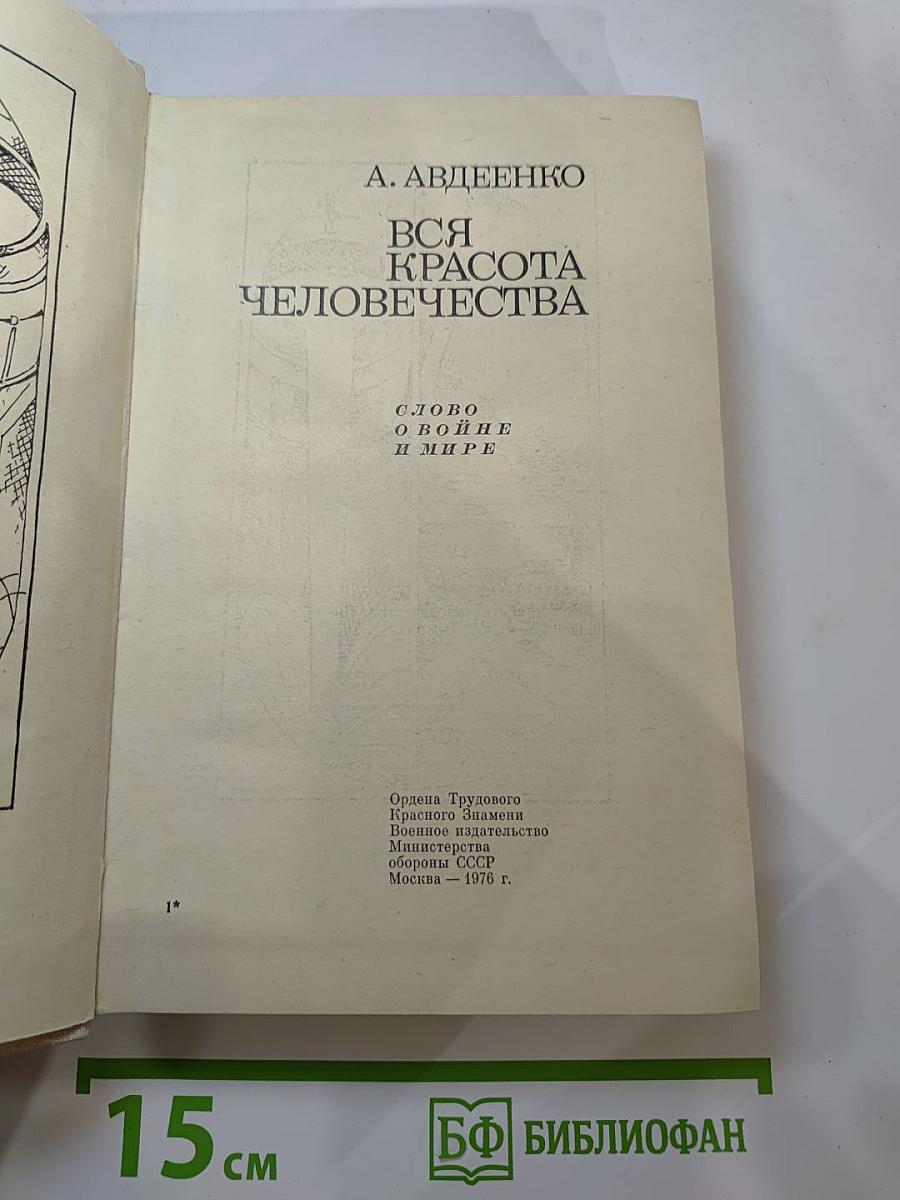 А. АВДЕЕНКО
ВСЯ
КРАСОТА
ЧЕЛОВЕЧЕСТВА
СЛОВО
О ВОЙНЕ
И МИРЕ
Ордена Трудового
Красного Знамени
Военное издательство
Министерства
обороны СССР
Москва — 1976 г.
1*
15 см
БФ БИБЛИОФАН